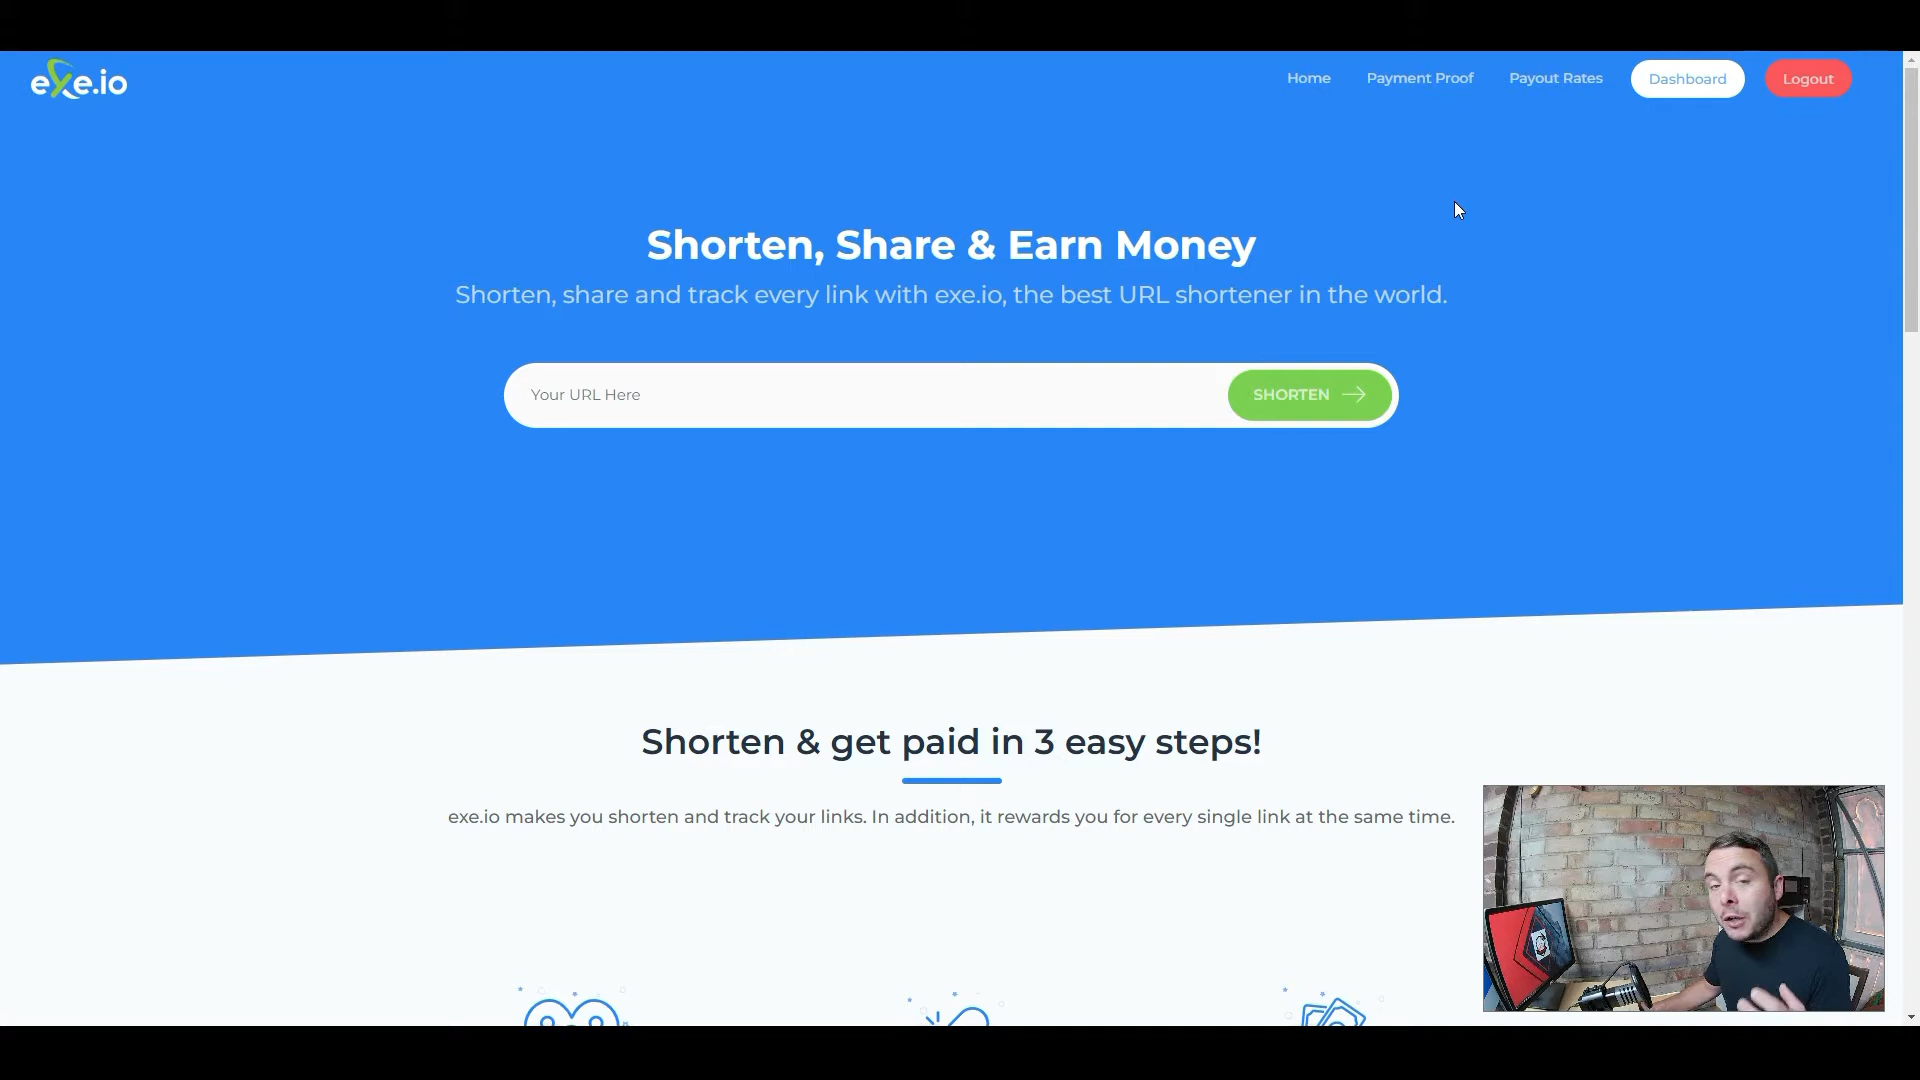 exe.io
Home
Payment Proof
Payout Rates
Dashboard
Logout
Shorten, Share & Earn Money
Shorten, share and track every link with exe.io, the best URL shortener in the world.
Your URL Here
SHORTEN
Shorten & get paid in 3 easy steps!
exe.io makes you shorten and track your links. In addition, it rewards you for every single link at the same time.